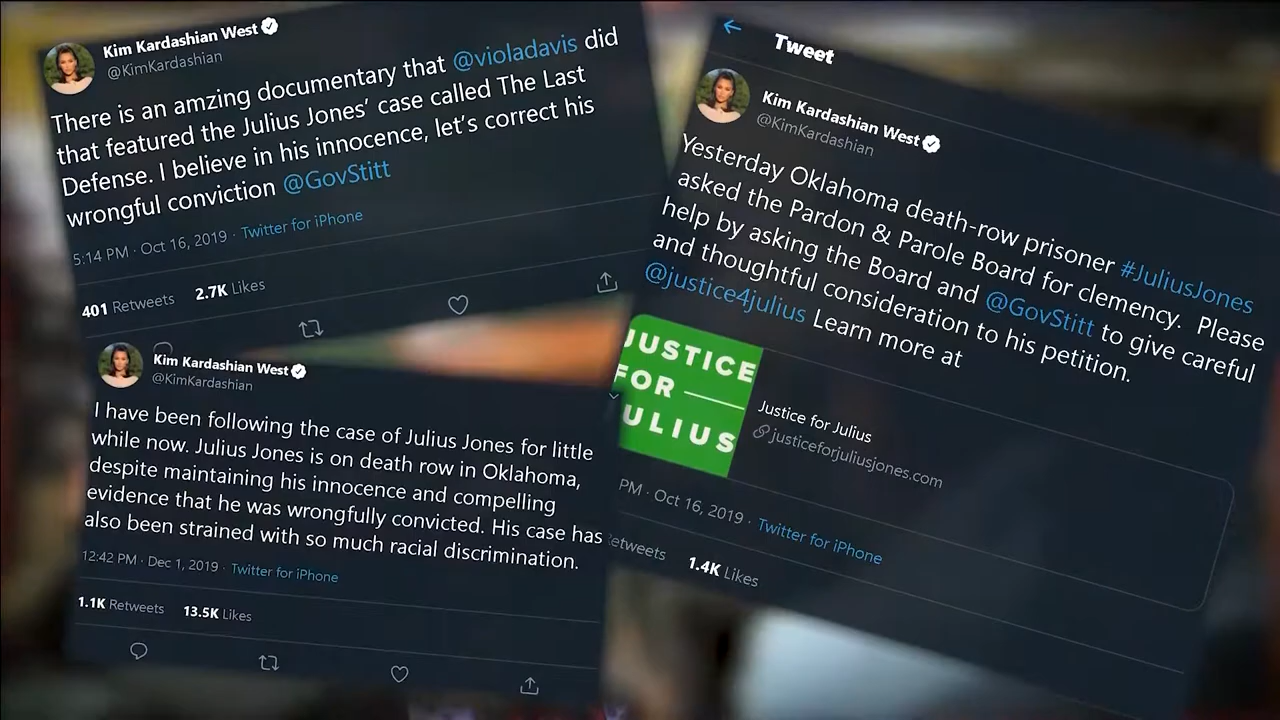 Kim Kardashian West
@KimKardashian
There is an amzing documentary that @violadavis did
that featured the Julius Jones’ case called The Last
Defense. I believe in his innocence, let’s correct his
wrongful conviction @GovStitt
5:14 PM · Oct 16, 2019 · Twitter for iPhone
401 Retweets 2.7K Likes
Kim Kardashian West
@KimKardashian
I have been following the case of Julius Jones for little
while now. Julius Jones is on death row in Oklahoma,
despite maintaining his innocence and compelling
evidence that he was wrongfully convicted. His case has
also been strained with so much racial discrimination.
12:42 PM · Dec 1, 2019 · Twitter for iPhone
1.1K Retweets 13.5K Likes
Tweet
Kim Kardashian West
@KimKardashian
Yesterday Oklahoma death-row prisoner #JuliusJones
asked the Pardon & Parole Board for clemency. Please
help by asking the Board and @GovStitt to give careful
and thoughtful consideration to his petition.
@justice4julius Learn more at
JUSTICE
FOR
JULIUS
Justice for Julius
justiceforjuliusjones.com
PM · Oct 16, 2019 · Twitter for iPhone
etweets 1.4K Likes